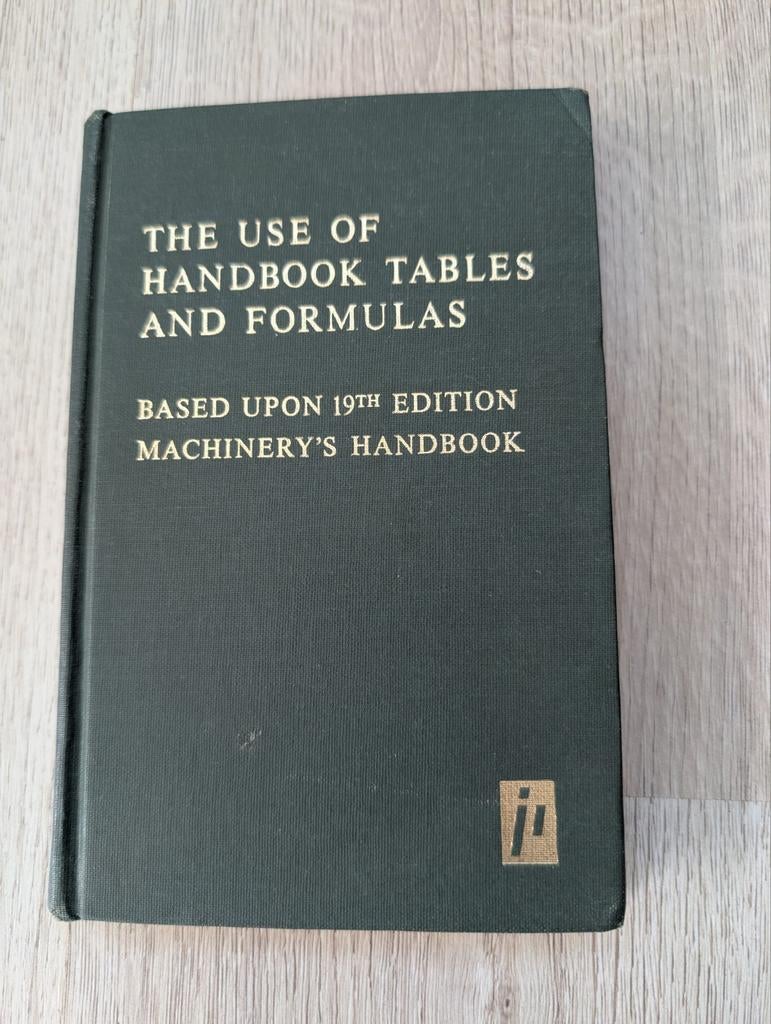 THE USE OF
HANDBOOK TABLES
AND FORMULAS
BASED UPON 19TH EDITION
MACHINERY'S HANDBOOK